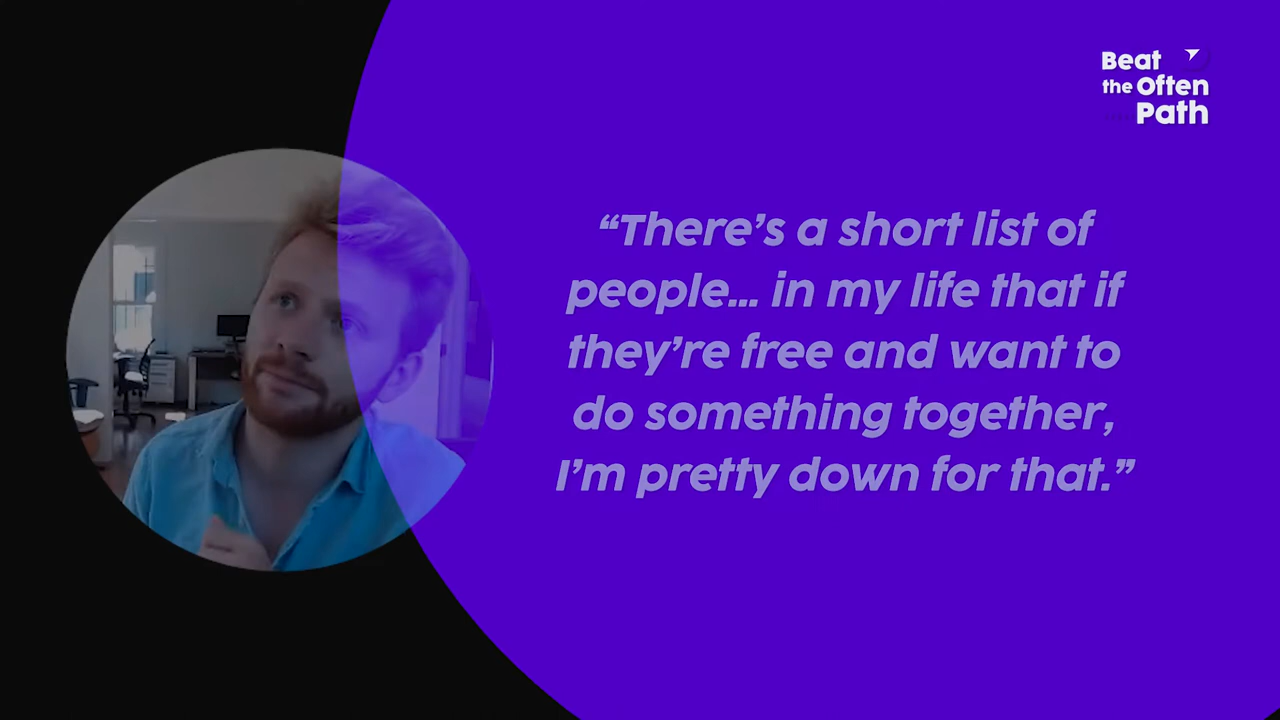 Beat
the Often
Path
“There’s a short list of
people... in my life that if
they’re free and want to
do something together,
I’m pretty down for that.”